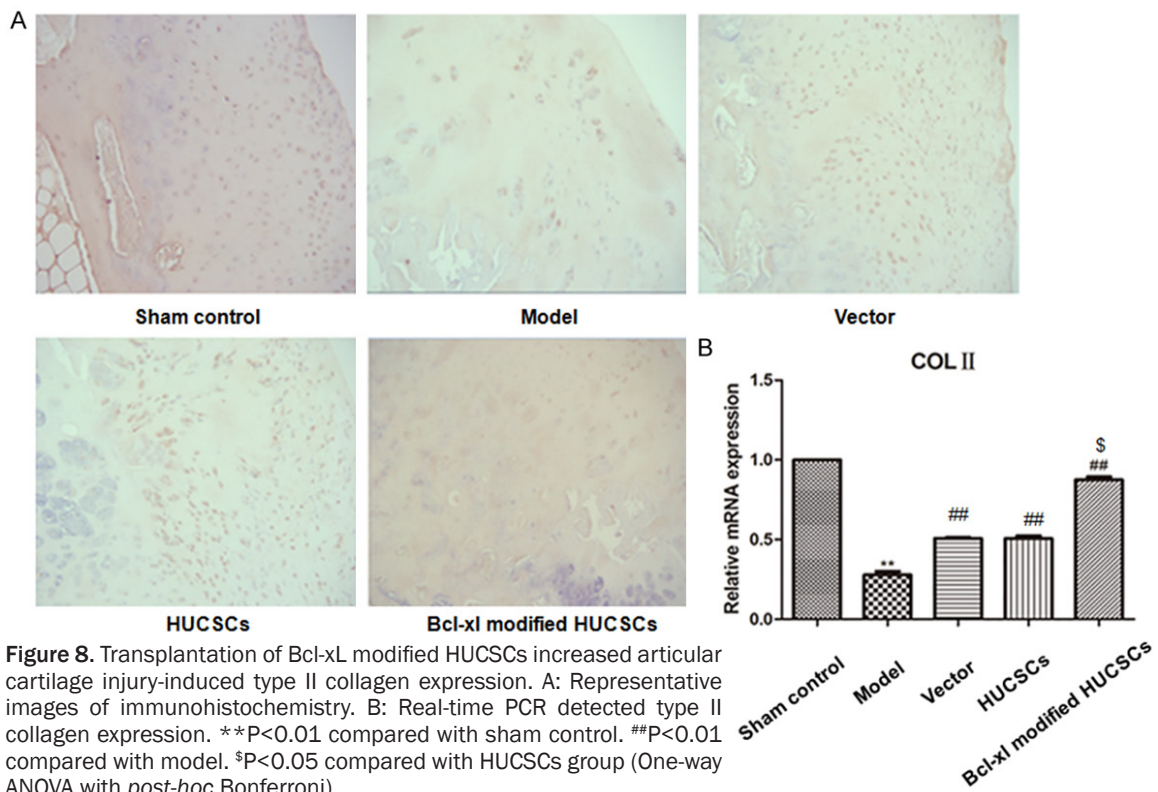 A
Sham control
Model
Vector
HUCSCs
Bcl-xl modified HUCSCs
B
COL II
Relative mRNA expression
1.5
1.0
0.5
0.0
**
##
##
$
##
Sham control
Model
Vector
HUCSCs
Bcl-xl modified HUCSCs
Figure 8. Transplantation of Bcl-xL modified HUCSCs increased articular
cartilage injury-induced type II collagen expression. A: Representative
images of immunohistochemistry. B: Real-time PCR detected type II
collagen expression. **P<0.01 compared with sham control. ##P<0.01
compared with model. $P<0.05 compared with HUCSCs group (One-way
ANOVA with post-hoc Bonferroni)